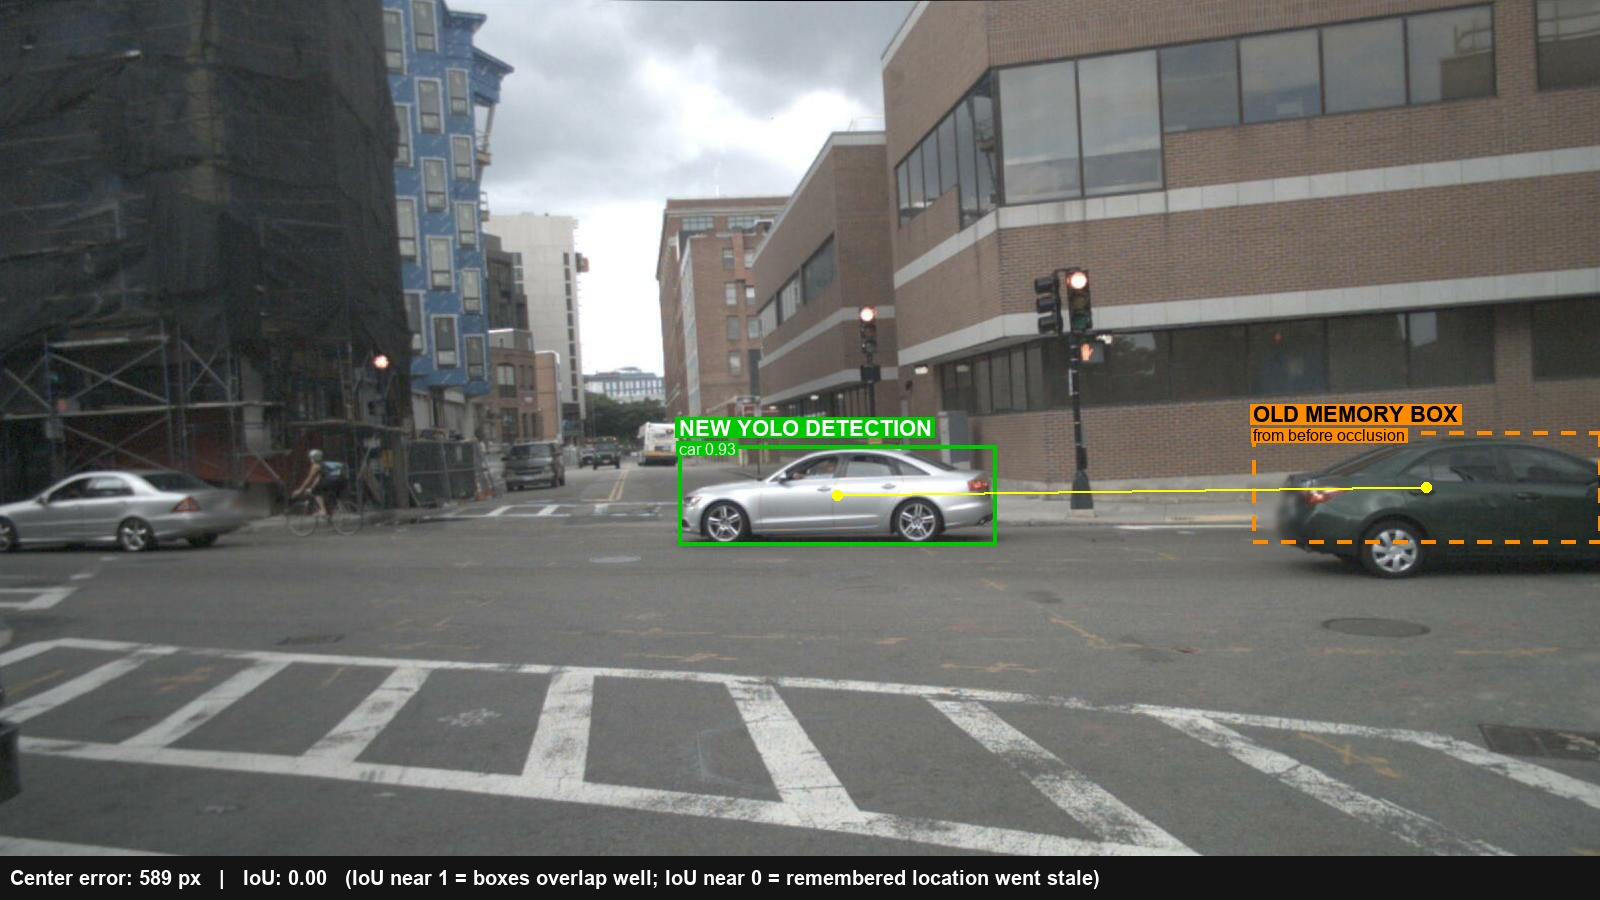 OLD MEMORY BOX
from before occlusion
NEW YOLO DETECTION
car 0.93
Center error: 589 px | IoU: 0.00 (IoU near 1 = boxes overlap well; IoU near 0 = remembered location went stale)